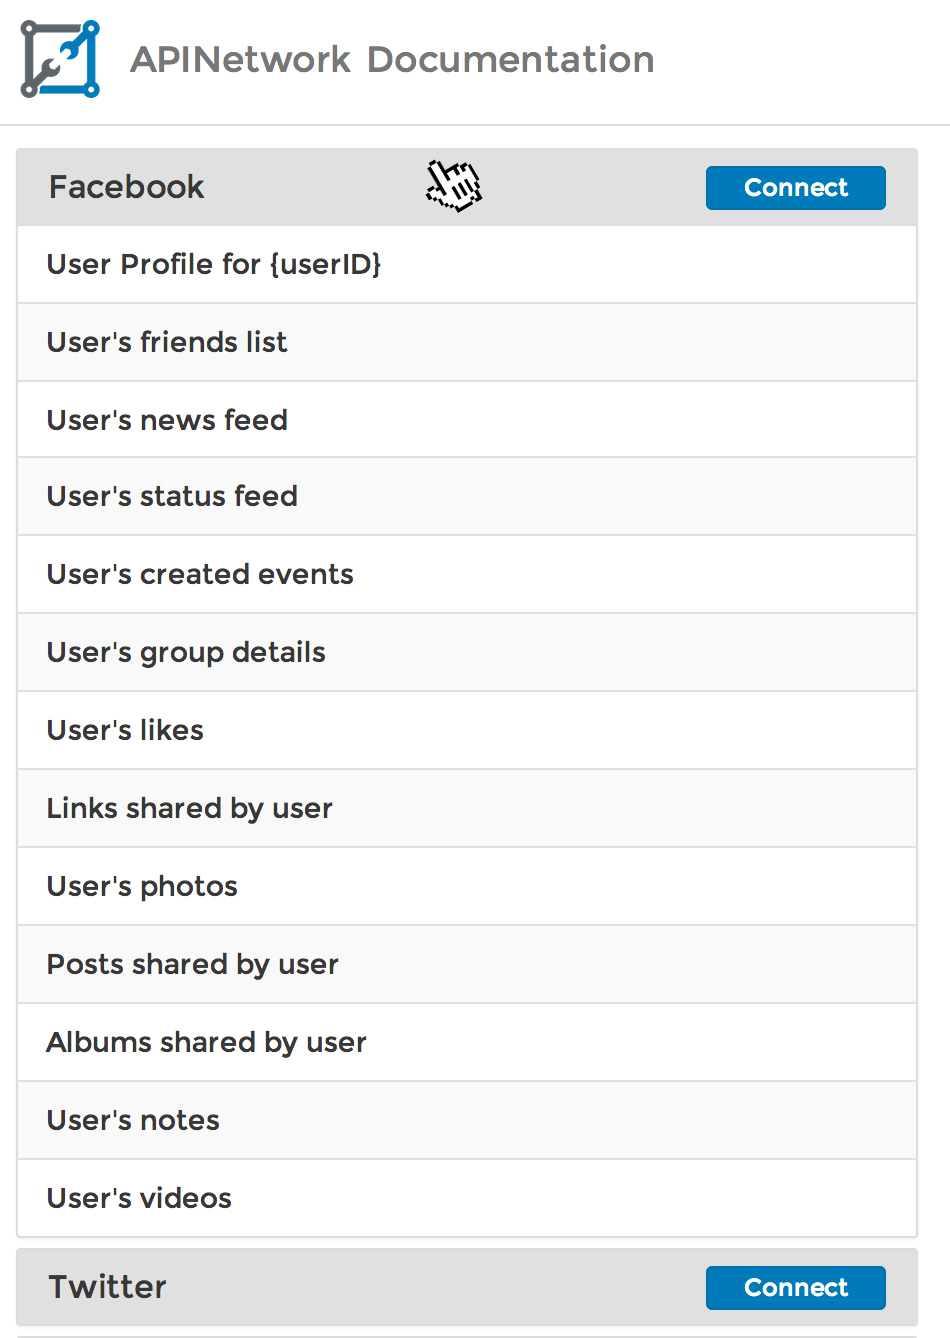 APINetwork Documentation
Facebook
Connect
User Profile for {userID}
User's friends list
User's news feed
User's status feed
User's created events
User's group details
User's likes
Links shared by user
User's photos
Posts shared by user
Albums shared by user
User's notes
User's videos
Twitter
Connect